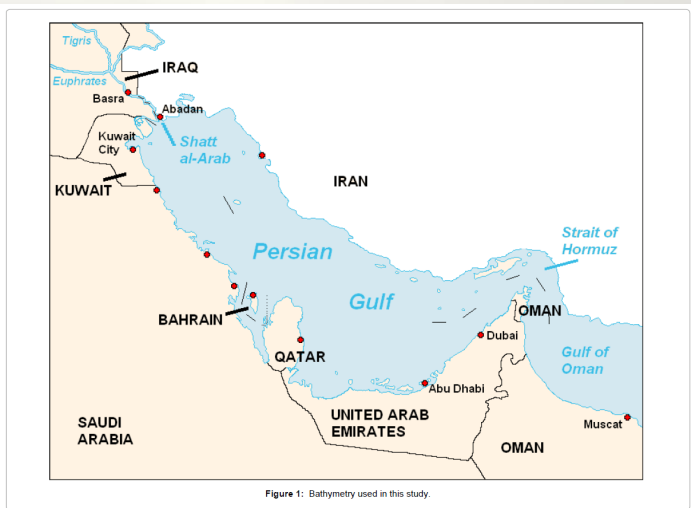 Tigris
IRAQ
Euphrates
Basra
Abadan
Shatt
al-Arab
Kuwait
City
KUWAIT
IRAN
Persian
Gulf
Strait of
Hormuz
BAHRAIN
OMAN
QATAR
Dubai
Gulf of
Oman
Abu Dhabi
SAUDI
ARABIA
UNITED ARAB
EMIRATES
Muscat
OMAN
Figure 1: Bathymetry used in this study.